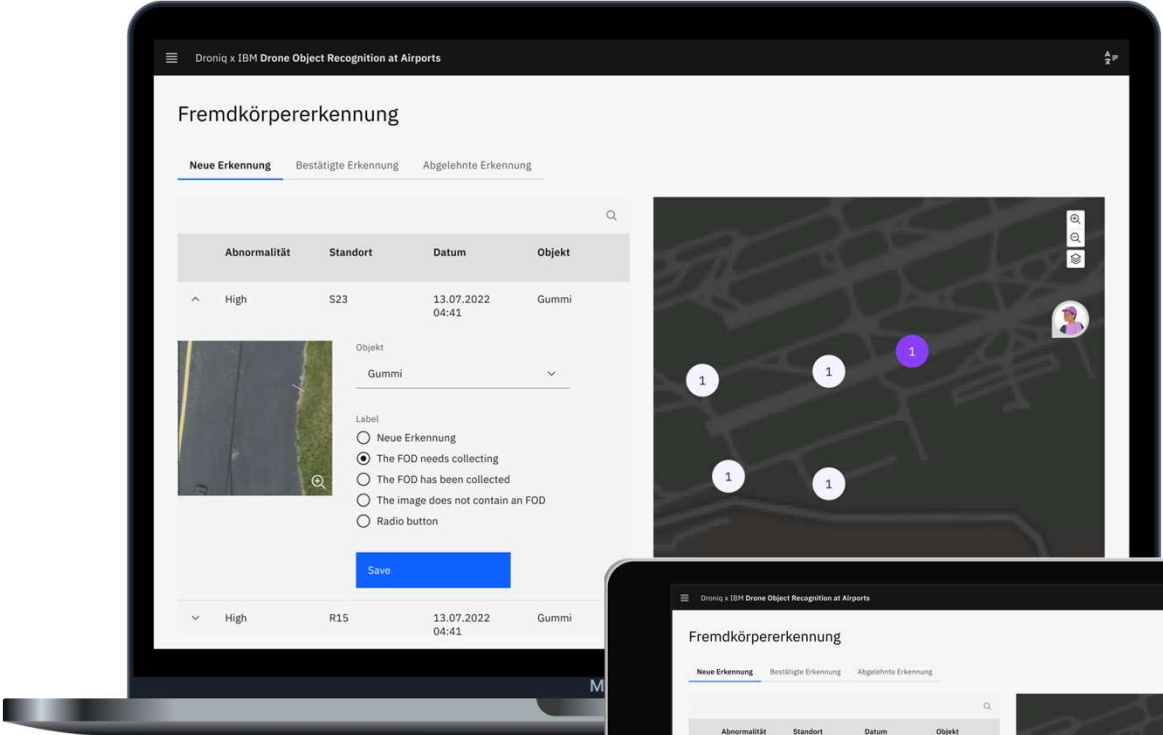 Droniq x IBM Drone Object Recognition at Airports
Fremdkörpererkennung
Neue Erkennung Bestätigte Erkennung Abgelehnte Erkennung
Abnormalität Standort Datum Objekt
High S23 13.07.2022 Gummi
04:41
Objekt
Gummi
Label
Neue Erkennung
The FOD needs collecting
The FOD has been collected
The image does not contain an FOD
Radio button
Save
High R15 13.07.2022 Gummi
04:41
1
1
1
1
1
M
Droniq x IBM Drone Object Recognition at Airports
Fremdkörpererkennung
Neue Erkennung Bestätigte Erkennung Abgelehnte Erkennung
Abnormalität Standort Datum Objekt